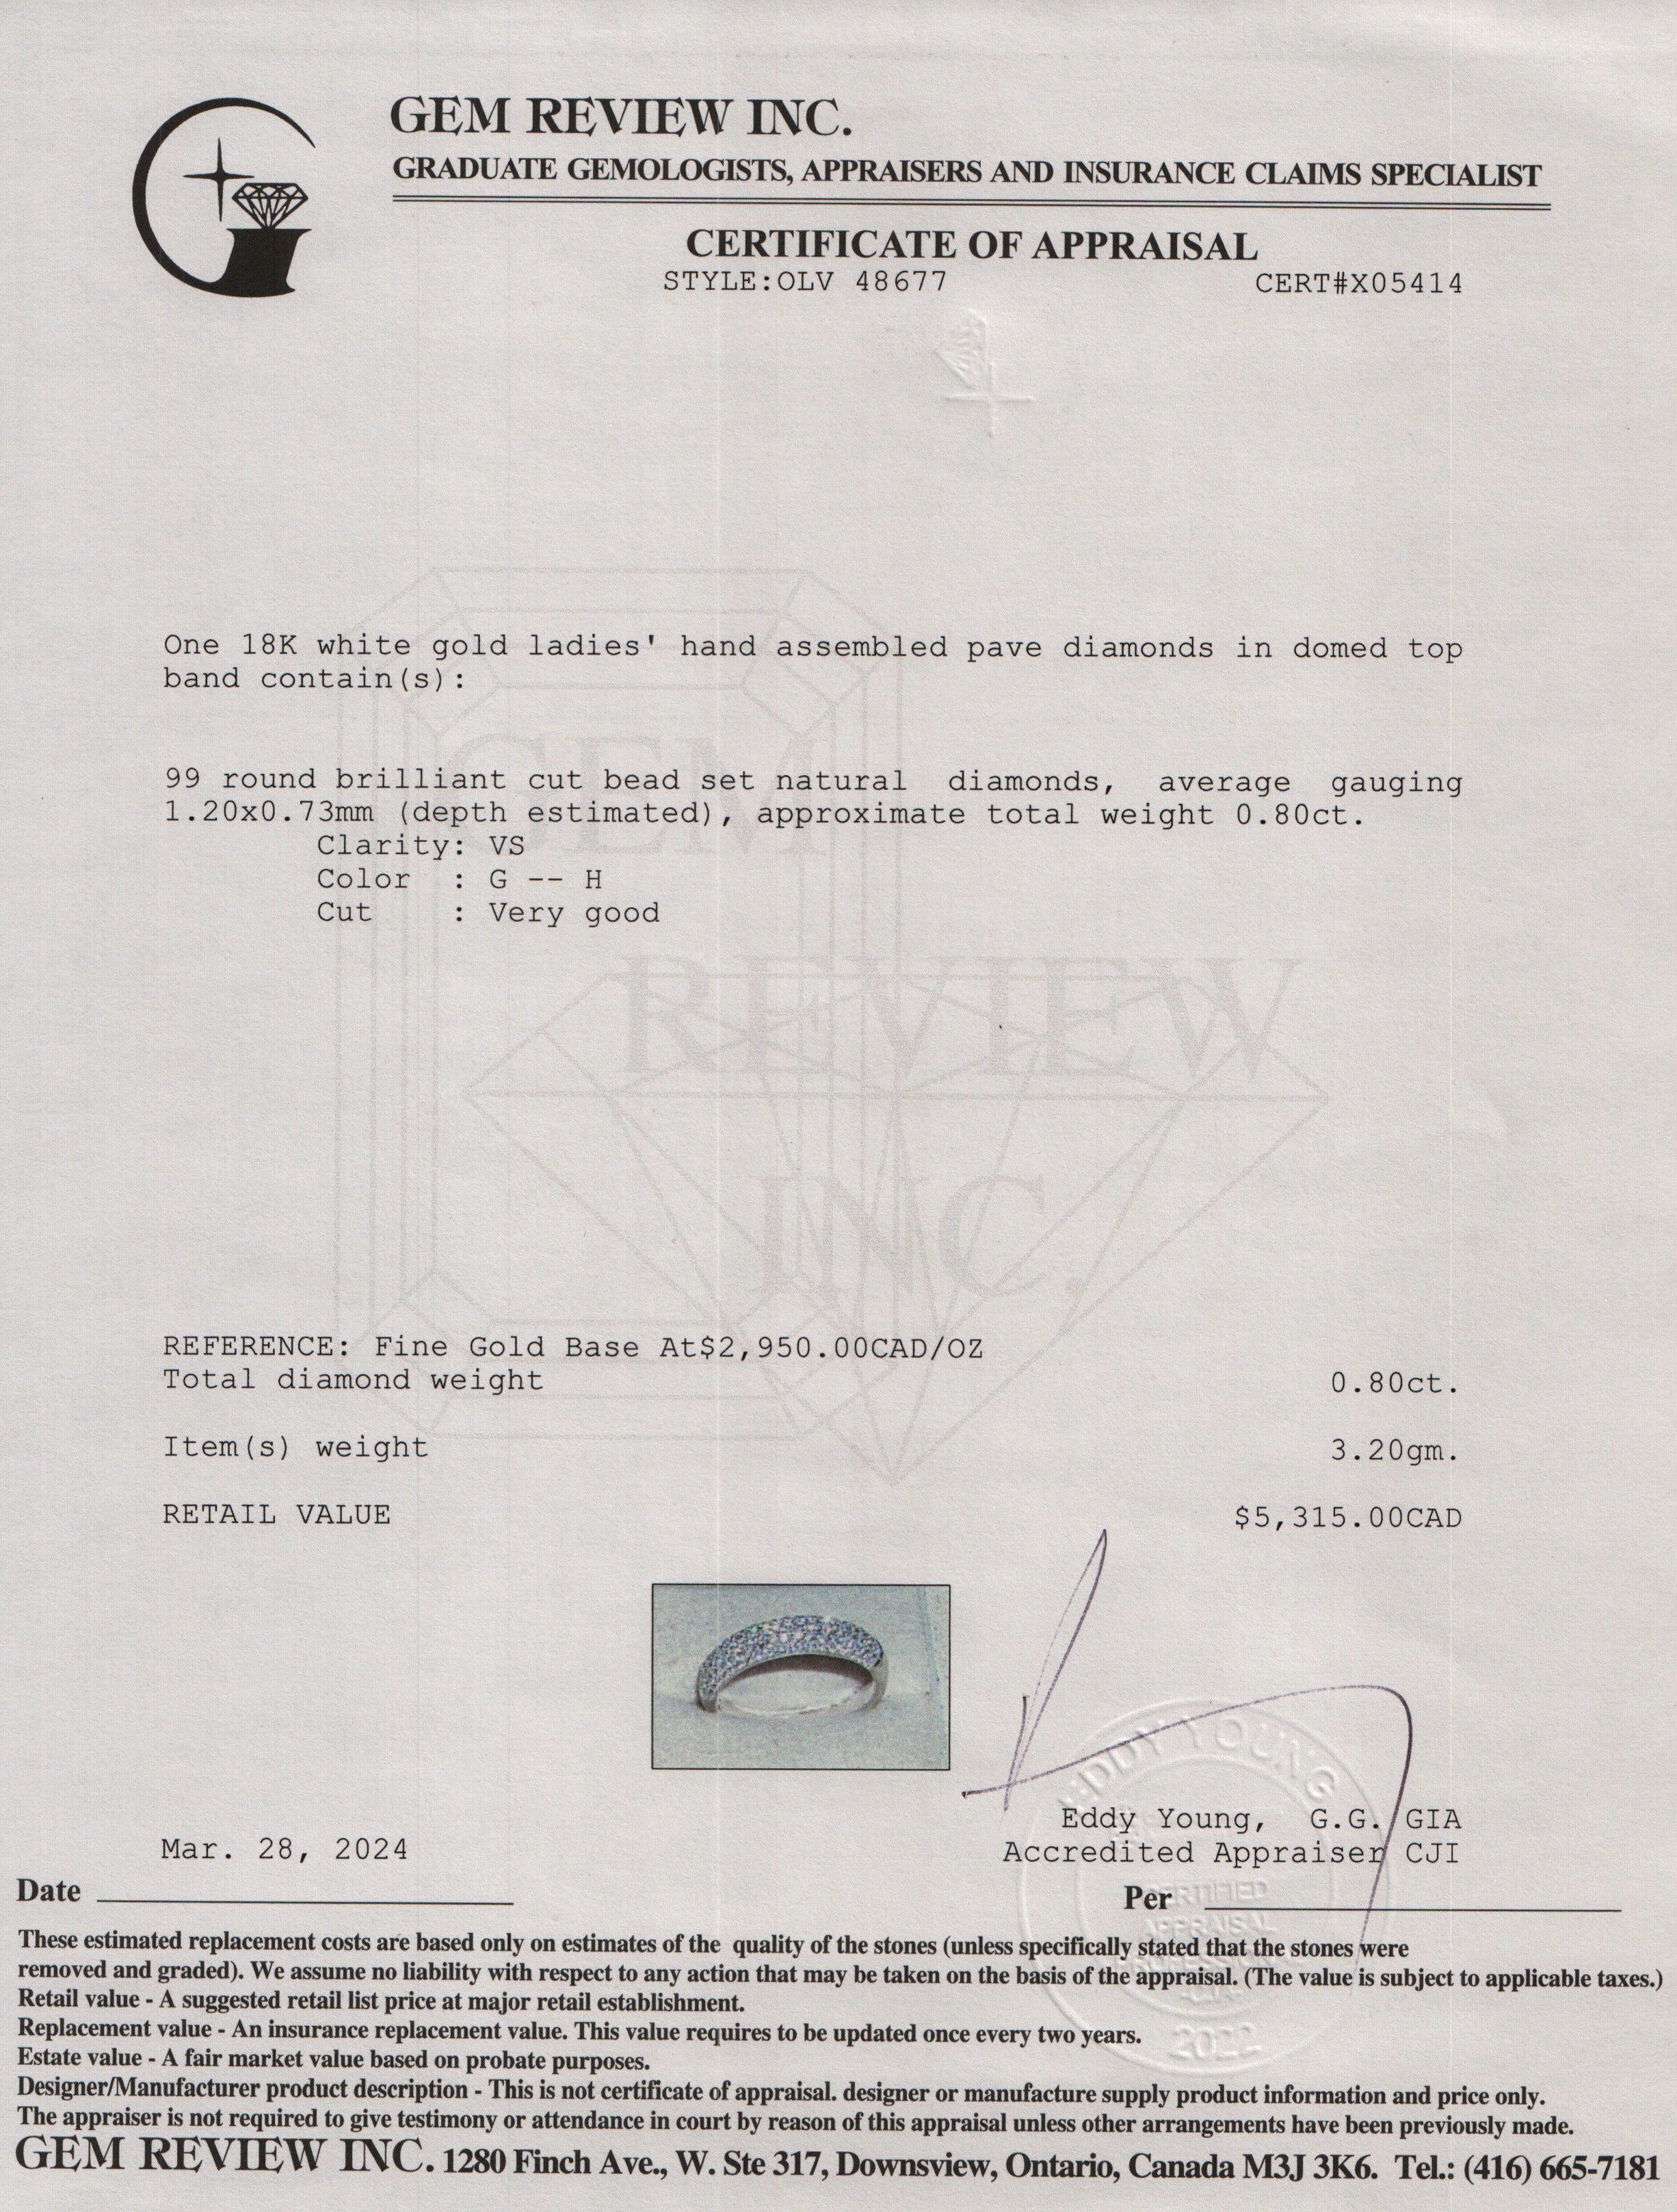 GEM REVIEW INC.
GRADUATE GEMOLOGISTS, APPRAISERS AND INSURANCE CLAIMS SPECIALIST
CERTIFICATE OF APPRAISAL
STYLE:OLV 48677 CERT#X05414
One 18K white gold ladies' hand assembled pave diamonds in domed top
band contain(s):
99 round brilliant cut bead set natural diamonds, average gauging
1.20x0.73mm (depth estimated), approximate total weight 0.80ct.
Clarity: VS
Color : G -- H
Cut : Very good
GEM
REVIEW
INC.
REFERENCE: Fine Gold Base At$2,950.00CAD/OZ
Total diamond weight 0.80ct.
Item(s) weight 3.20gm.
RETAIL VALUE $5,315.00CAD
EDDY YOUNG
Eddy Young, G.G. GIA
Mar. 28, 2024 Accredited Appraiser CJI
Date Per
CERTIFIED
APPRAISAL
PROFESSIONAL
2022
These estimated replacement costs are based only on estimates of the quality of the stones (unless specifically stated that the stones were
removed and graded). We assume no liability with respect to any action that may be taken on the basis of the appraisal. (The value is subject to applicable taxes.)
Retail value - A suggested retail list price at major retail establishment.
Replacement value - An insurance replacement value. This value requires to be updated once every two years.
Estate value - A fair market value based on probate purposes.
Designer/Manufacturer product description - This is not certificate of appraisal. designer or manufacture supply product information and price only.
The appraiser is not required to give testimony or attendance in court by reason of this appraisal unless other arrangements have been previously made.
GEM REVIEW INC. 1280 Finch Ave., W. Ste 317, Downsview, Ontario, Canada M3J 3K6. Tel.: (416) 665-7181